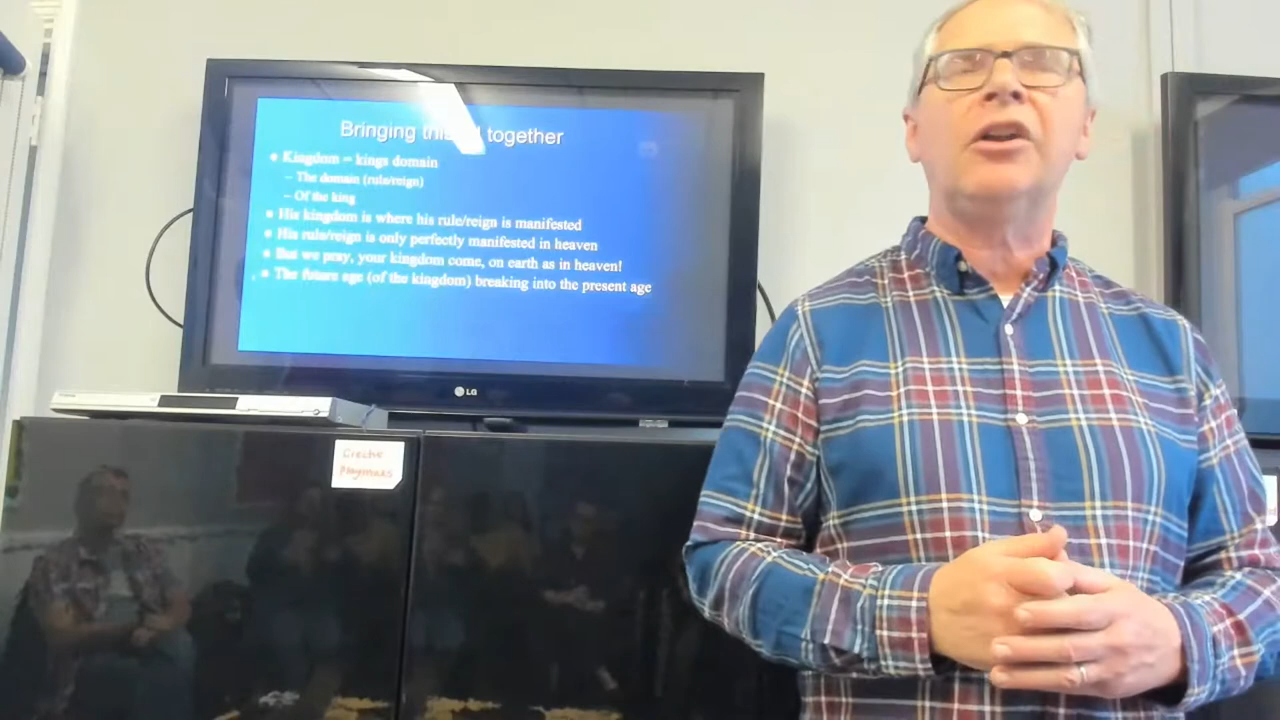 Bringing this together
Kingdom – kings domain
– The domain (rule/reign)
– Of the king
His kingdom is where his rule/reign is manifested
His rule/reign is only perfectly manifested in heaven
But we pray, your kingdom come, on earth as in heaven!
The future age (of the kingdom) breaking into the present age
LG
Creche